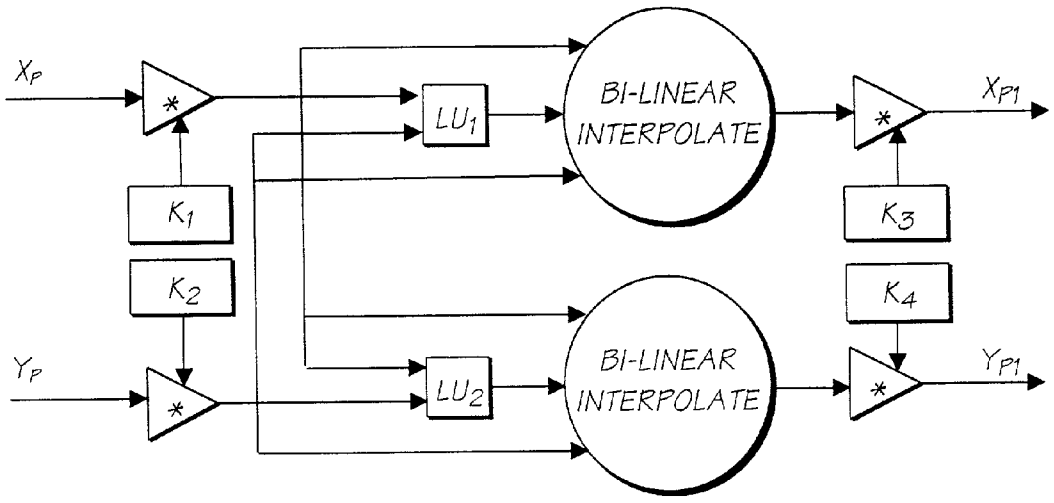 X_P
*
LU_1
BI-LINEAR
INTERPOLATE
*
X_P1
K_1
K_3
K_2
K_4
Y_P
*
LU_2
BI-LINEAR
INTERPOLATE
*
Y_P1